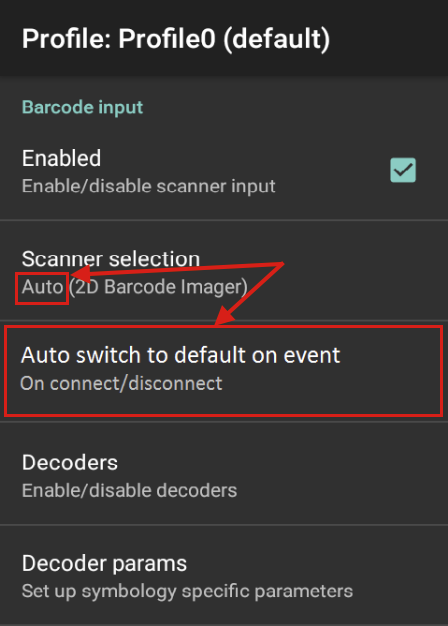 Profile: Profile0 (default)
Barcode input
Enabled
Enable/disable scanner input
Scanner selection
Auto (2D Barcode Imager)
Auto switch to default on event
On connect/disconnect
Decoders
Enable/disable decoders
Decoder params
Set up symbology specific parameters